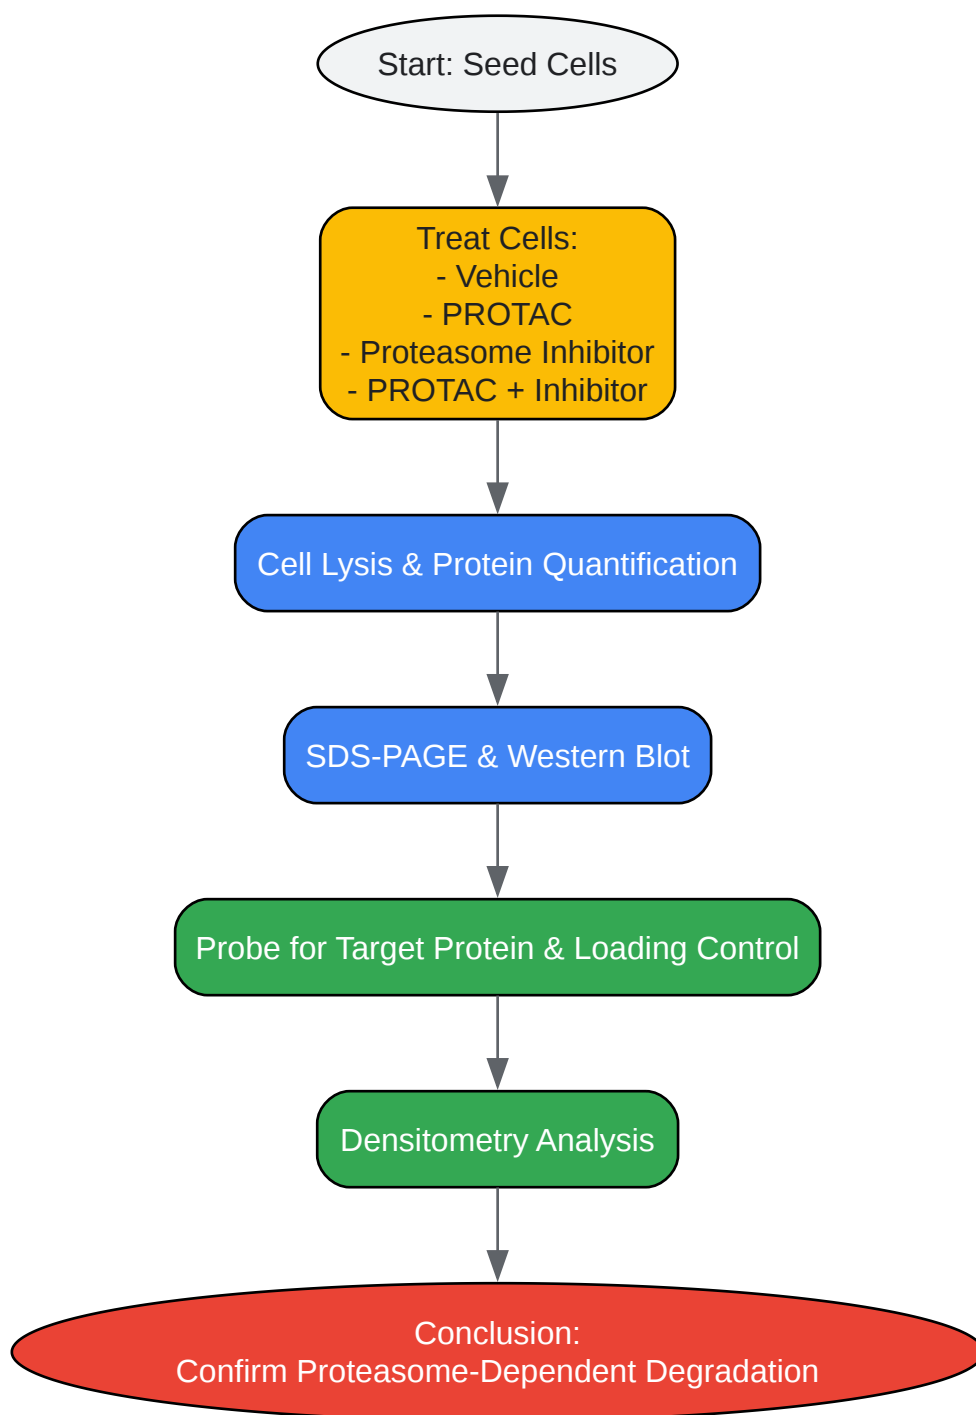 Start: Seed Cells
Treat Cells:
- Vehicle
- PROTAC
- Proteasome Inhibitor
- PROTAC + Inhibitor
Cell Lysis & Protein Quantification
SDS-PAGE & Western Blot
Probe for Target Protein & Loading Control
Densitometry Analysis
Conclusion:
Confirm Proteasome-Dependent Degradation